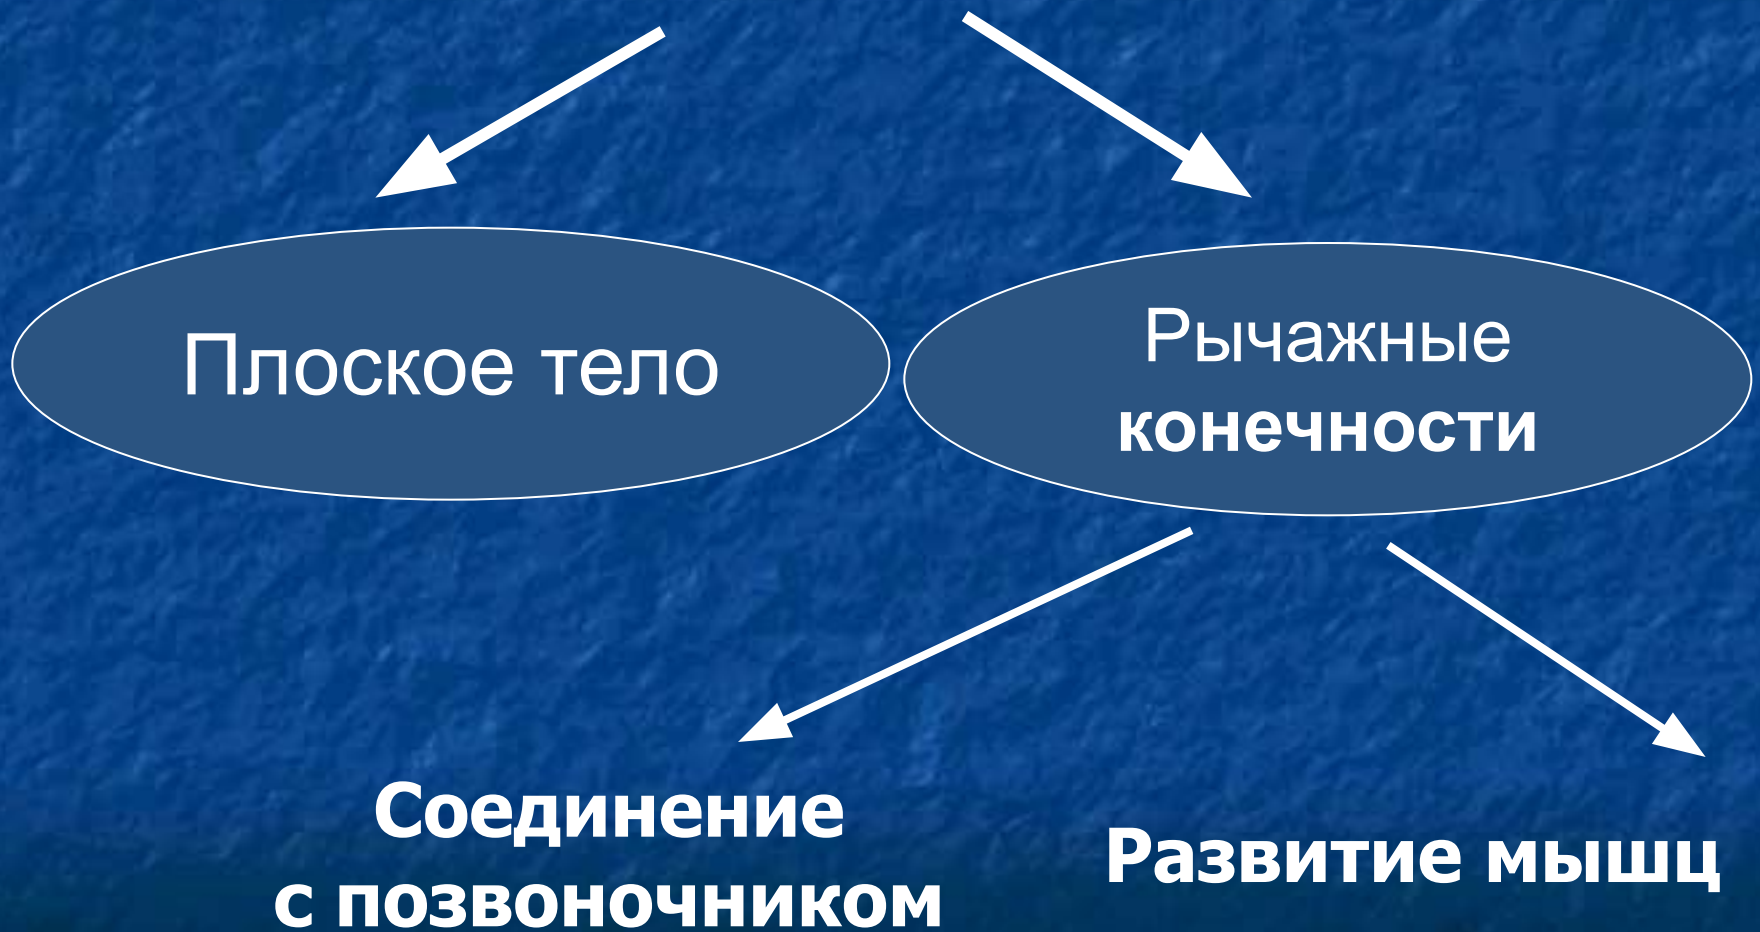 Плоское тело
Рычажные
конечности
Соединение
с позвоночником
Развитие мышц